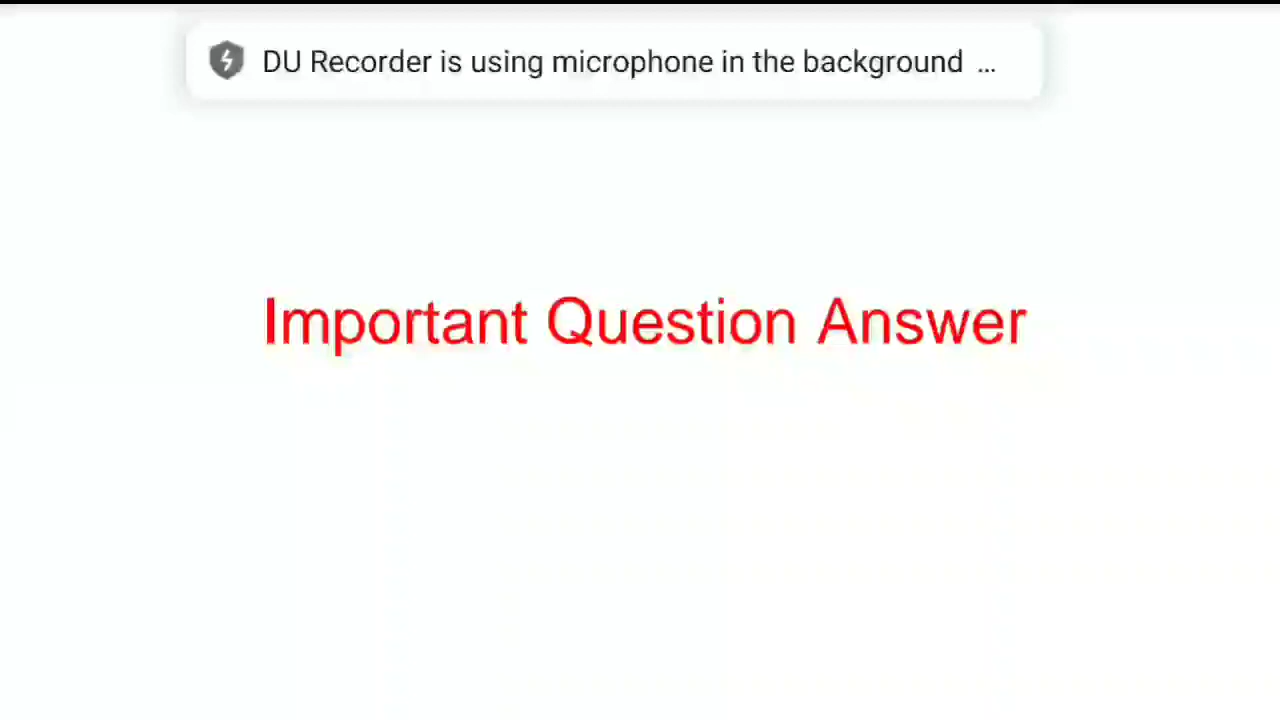 DU Recorder is using microphone in the background ...
Important Question Answer